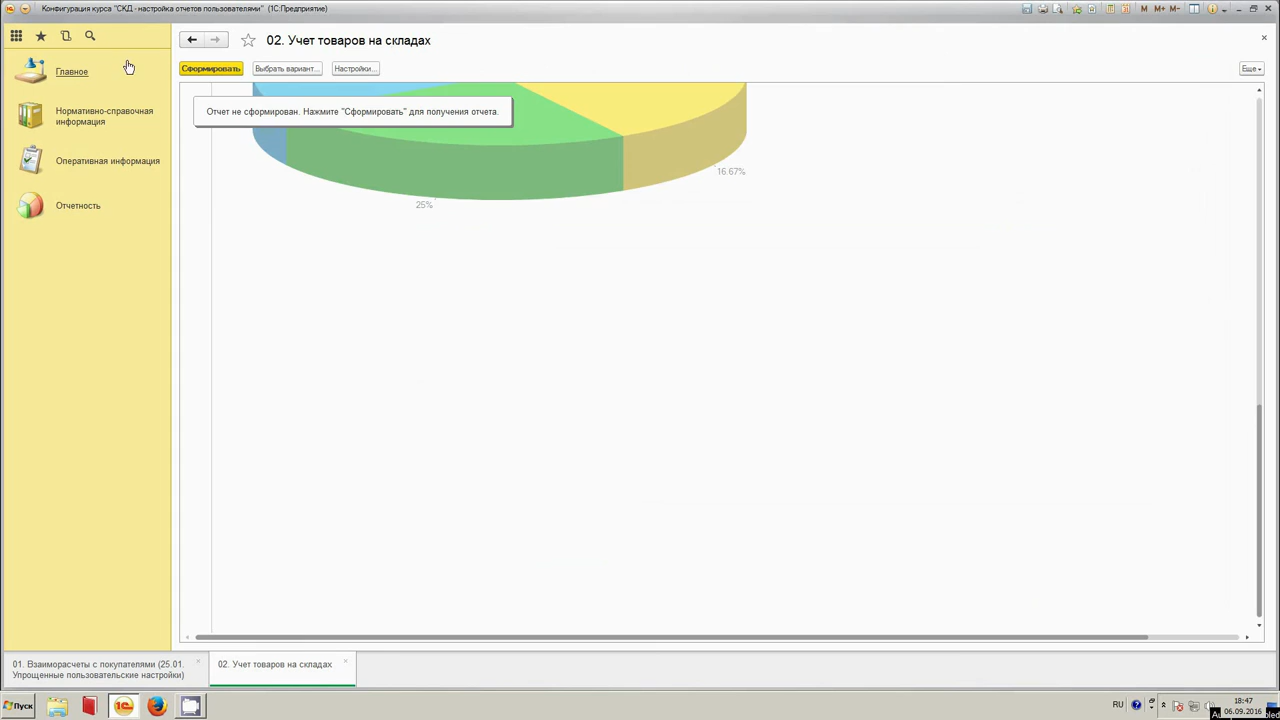 Конфигурация курса "СКД - настройка отчетов пользователями" (1С:Предприятие)
M M+ M-
02. Учет товаров на складах
Главное
Сформировать
Выбрать вариант...
Настройки...
Еще
Отчет не сформирован. Нажмите "Сформировать" для получения отчета.
Нормативно-справочная
информация
Оперативная информация
Отчетность
16.67%
25%
01. Взаиморасчеты с покупателями (25.01.
Упрощенные пользовательские настройки)
02. Учет товаров на складах
Пуск
RU
18:47
06.09.2016